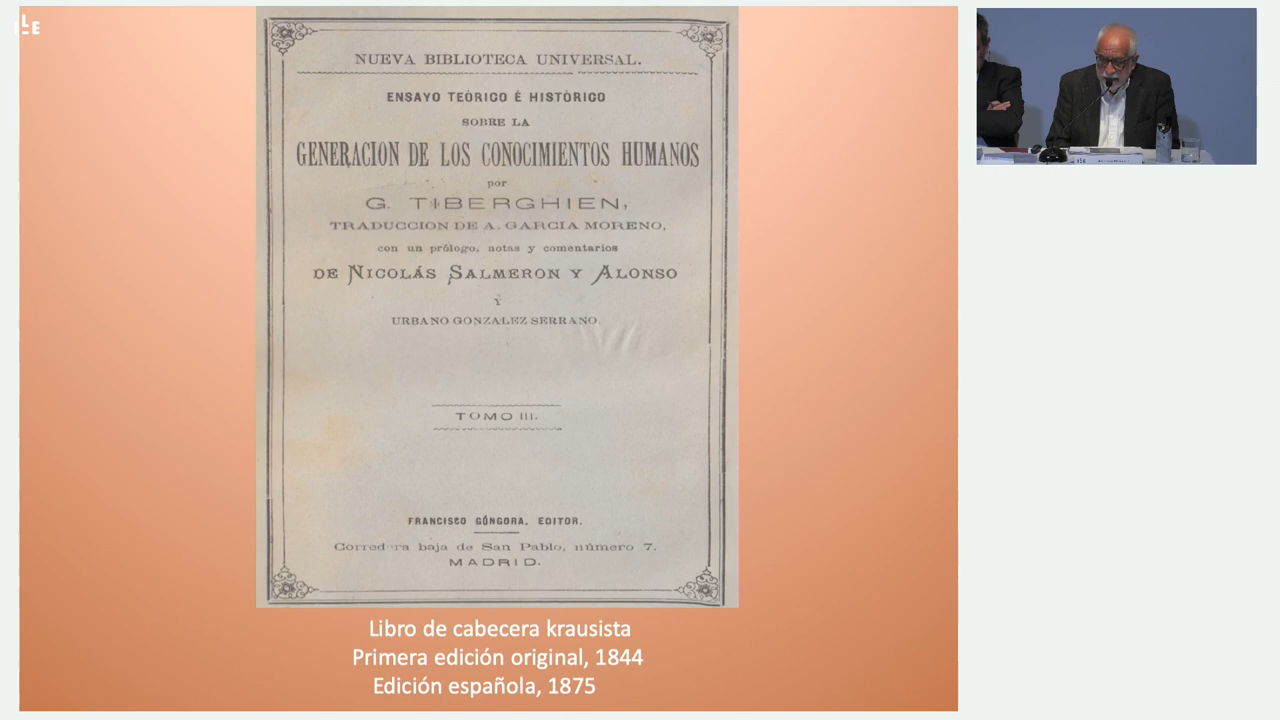 ILE
NUEVA BIBLIOTECA UNIVERSAL.
ENSAYO TEÓRICO É HISTÓRICO
SOBRE LA
GENERACION DE LOS CONOCIMIENTOS HUMANOS
por
G. TIBERGHIEN,
TRADUCCION DE A. GARCIA MORENO,
con un prólogo, notas y comentarios
DE NICOLÁS SALMERON Y ALONSO
Y
URBANO GONZALEZ SERRANO.
TOMO III.
FRANCISCO GÓNGORA, EDITOR.
Corredera baja de San Pablo, número 7.
MADRID.
Libro de cabecera krausista
Primera edición original, 1844
Edición española, 1875